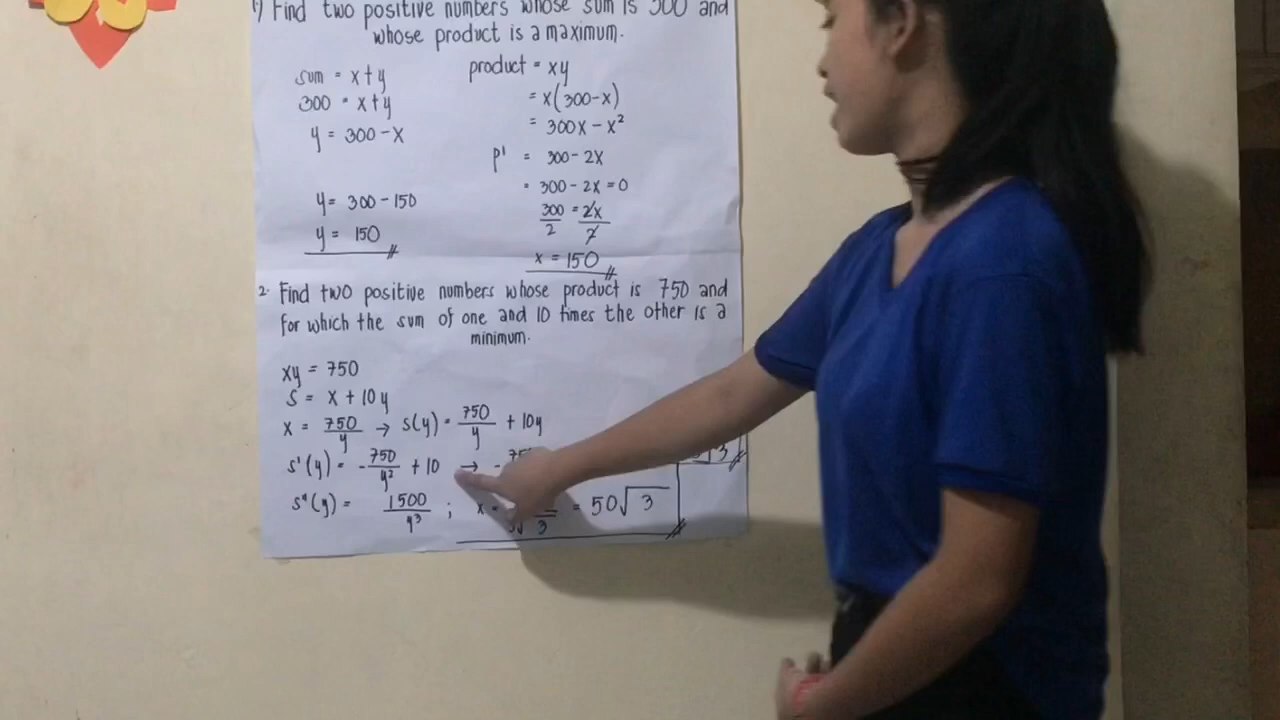 1) Find two positive numbers whose sum is 300 and
whose product is a maximum.
sum = x + y
300 = x + y
y = 300 - x
y = 300 - 150
y = 150
product = xy
= x(300-x)
= 300x - x²
p' = 300 - 2x
= 300 - 2x = 0
300/2 = 2x/2
x = 150
2. Find two positive numbers whose product is 750 and
for which the sum of one and 10 times the other is a
minimum.
xy = 750
S = x + 10y
x = 750/y → s(y) = 750/y + 10y
s'(y) = -750/y² + 10 → -
s"(y) = 1500/y³ ; x = = 50√3